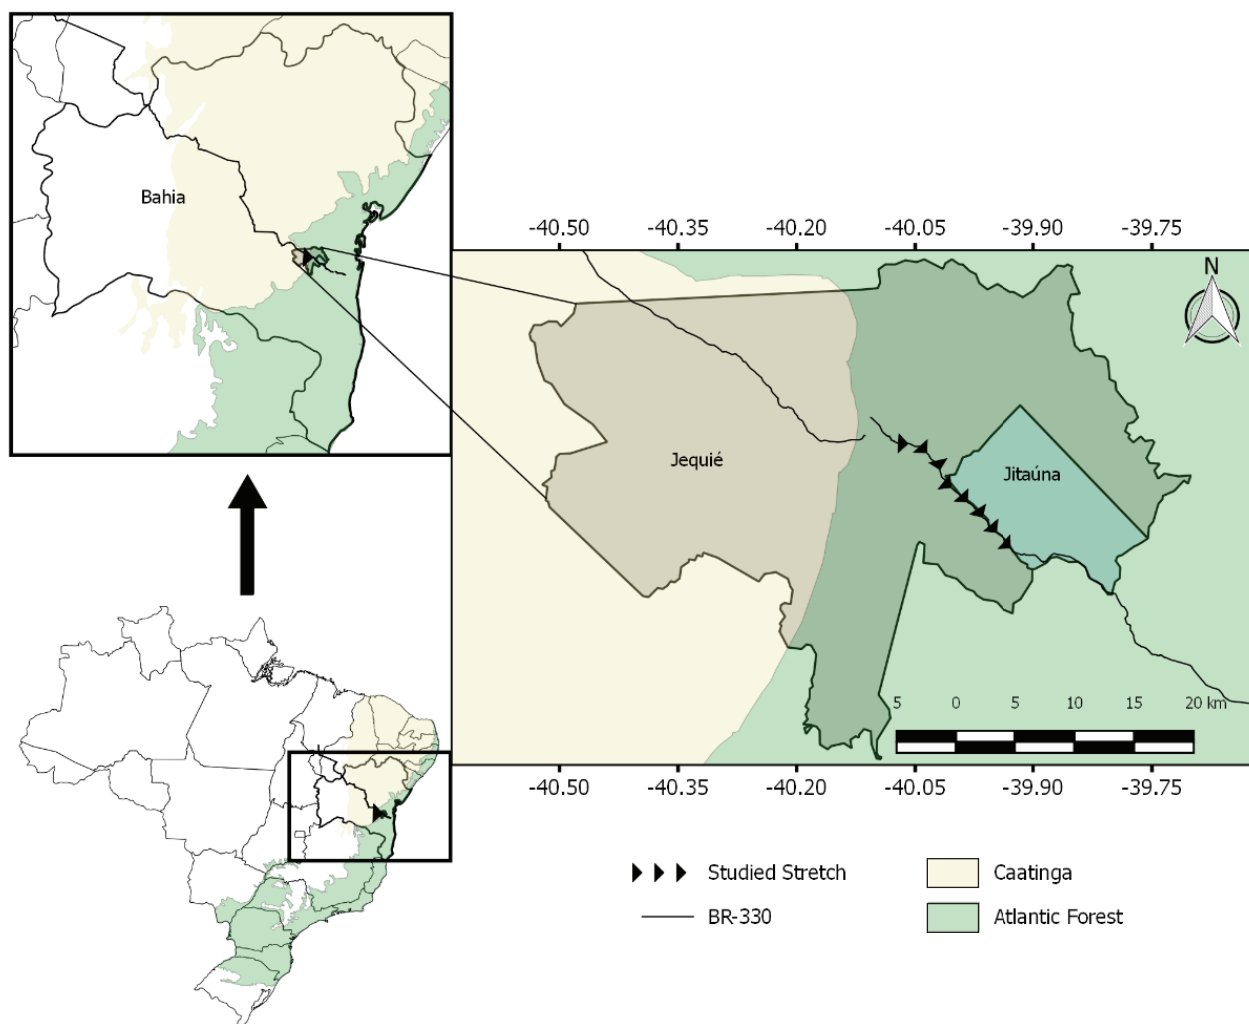 Bahia
-40.50 -40.35 -40.20 -40.05 -39.90 -39.75
N
Jequié
Jitaúna
5 0 5 10 15 20 km
-40.50 -40.35 -40.20 -40.05 -39.90 -39.75
Studied Stretch
Caatinga
BR-330
Atlantic Forest